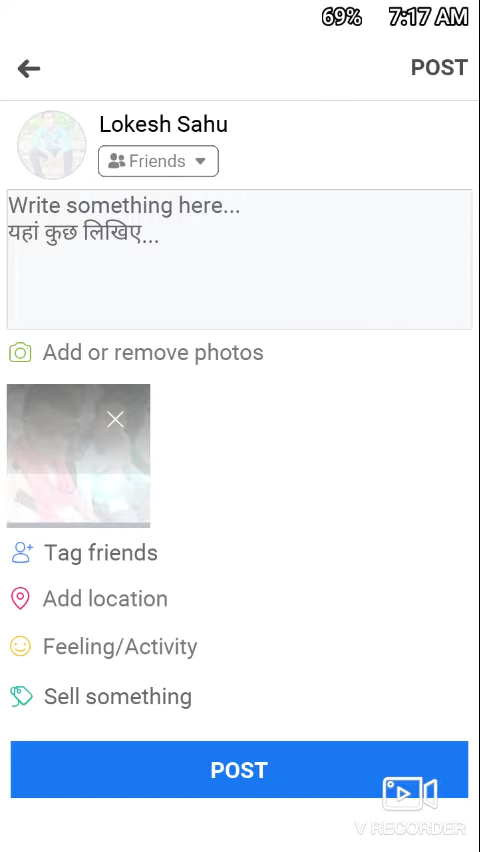 69% 7:17 AM
POST
Lokesh Sahu
Friends
Write something here...
यहां कुछ लिखिए...
Add or remove photos
Tag friends
Add location
Feeling/Activity
Sell something
POST
V RECORDER